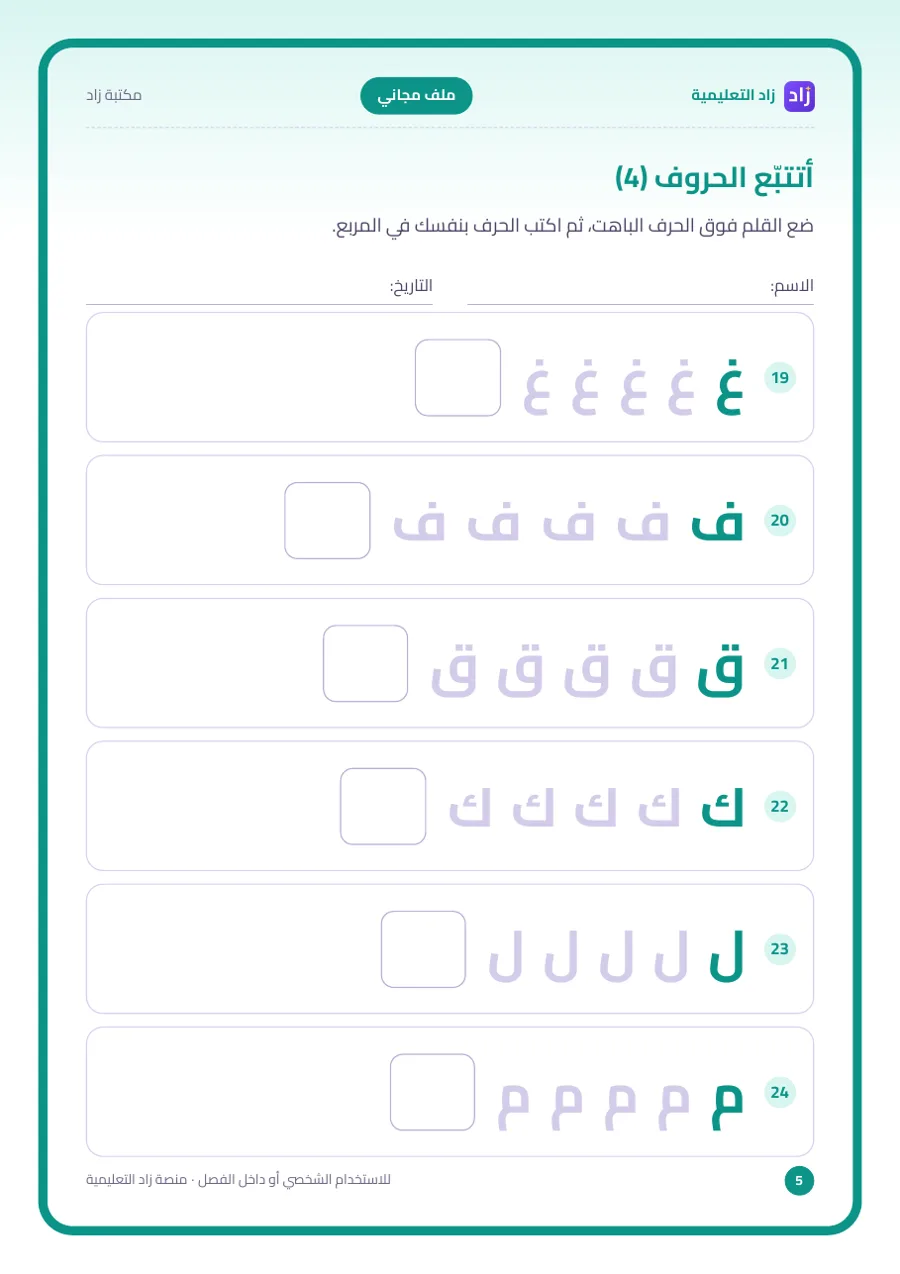 زاد زاد التعليمية
ملف مجاني
مكتبة زاد
أتتبّع الحروف (4)
ضع القلم فوق الحرف الباهت، ثم اكتب الحرف بنفسك في المربع.
الاسم:
التاريخ:
19 غ غ غ غ غ
20 ف ف ف ف ف
21 ق ق ق ق ق
22 ك ك ك ك ك
23 ل ل ل ل ل
24 م م م م م
5
للاستخدام الشخصي أو داخل الفصل · منصة زاد التعليمية